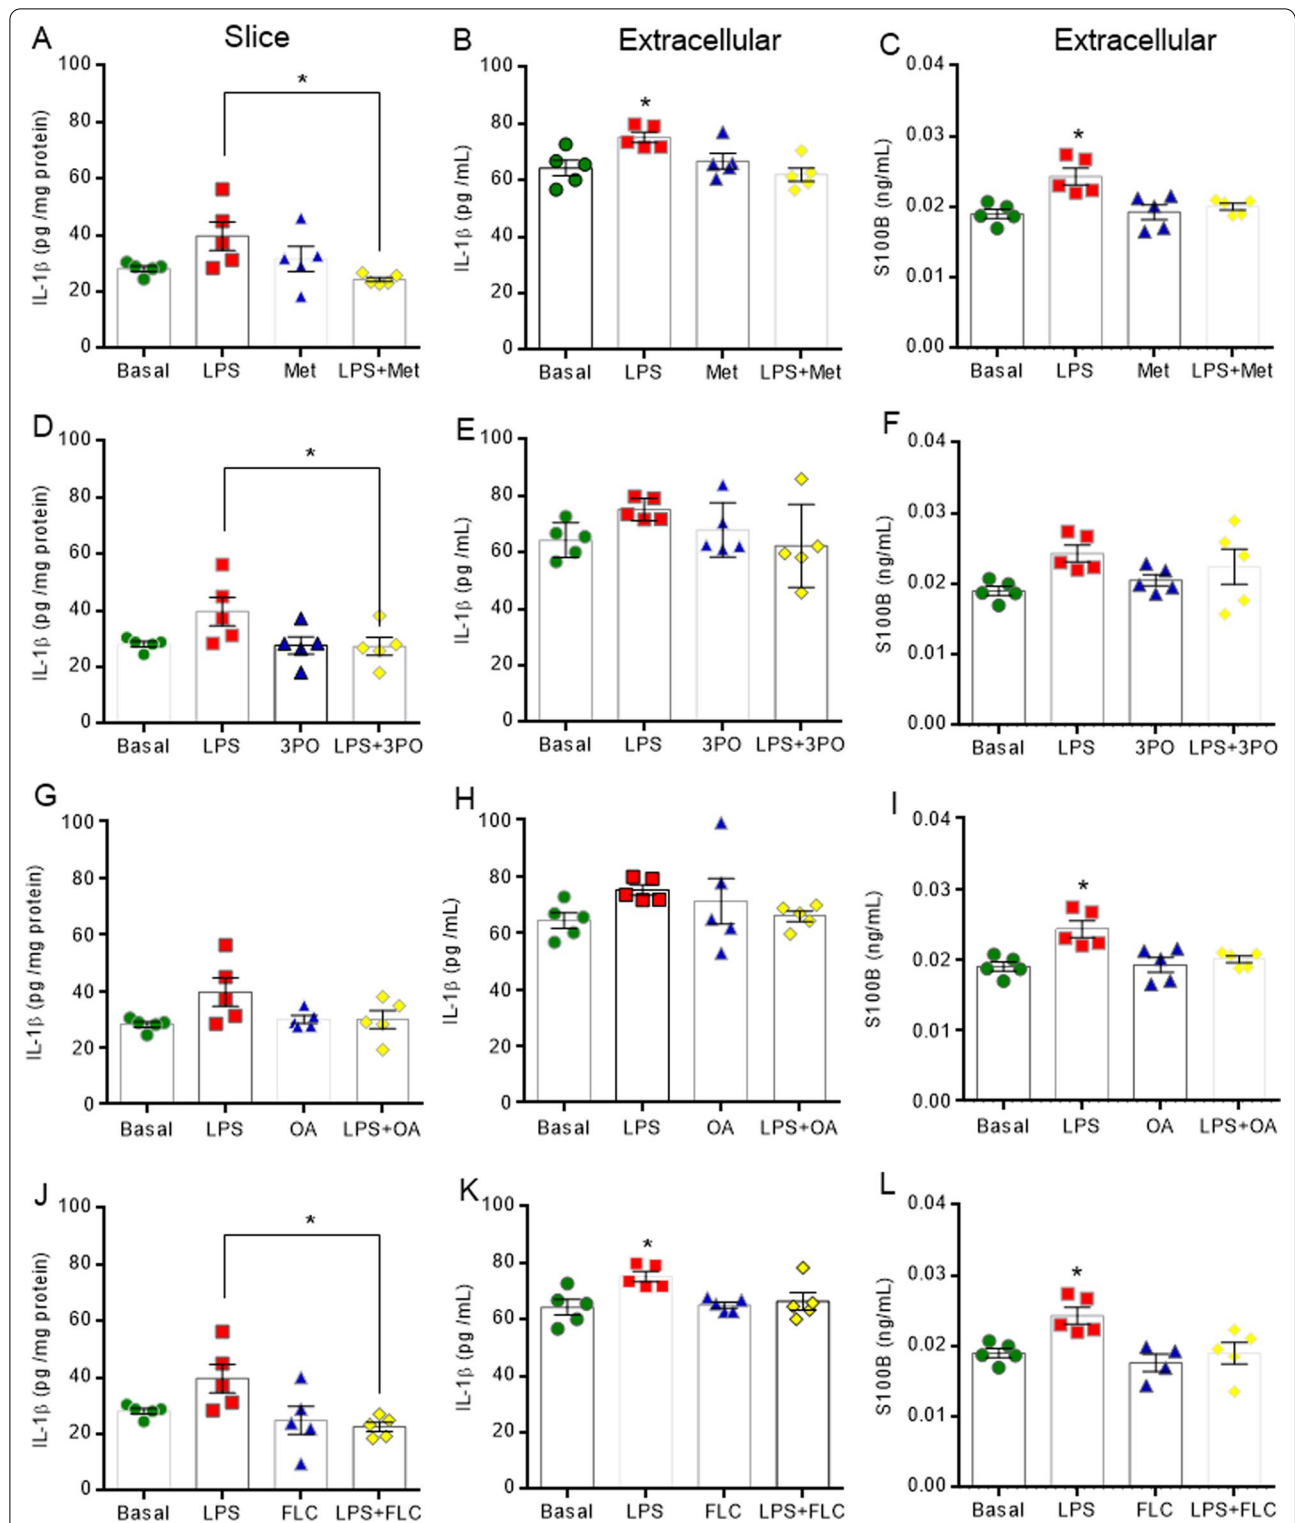 A Slice B Extracellular C Extracellular
IL-1β (pg /mg protein)
100
80
60
40
20
0
*
Basal LPS Met LPS+Met
IL-1β (pg /mL)
100
80
60
40
20
0
*
Basal LPS Met LPS+Met
S100B (ng/mL)
0.04
0.03
0.02
0.01
0.00
*
Basal LPS Met LPS+Met
D
IL-1β (pg /mg protein)
100
80
60
40
20
0
*
Basal LPS 3PO LPS+3PO
E
IL-1β (pg /mL)
100
80
60
40
20
0
Basal LPS 3PO LPS+3PO
F
S100B (ng/mL)
0.04
0.03
0.02
0.01
0.00
Basal LPS 3PO LPS+3PO
G
IL-1β (pg /mg protein)
100
80
60
40
20
0
Basal LPS OA LPS+OA
H
IL-1β (pg /mL)
100
80
60
40
20
0
Basal LPS OA LPS+OA
I
S100B (ng/mL)
0.04
0.03
0.02
0.01
0.00
*
Basal LPS OA LPS+OA
J
IL-1β (pg /mg protein)
100
80
60
40
20
0
*
Basal LPS FLC LPS+FLC
K
IL-1β (pg /mL)
100
80
60
40
20
0
*
Basal LPS FLC LPS+FLC
L
S100B (ng/mL)
0.04
0.03
0.02
0.01
0.00
*
Basal LPS FLC LPS+FLC